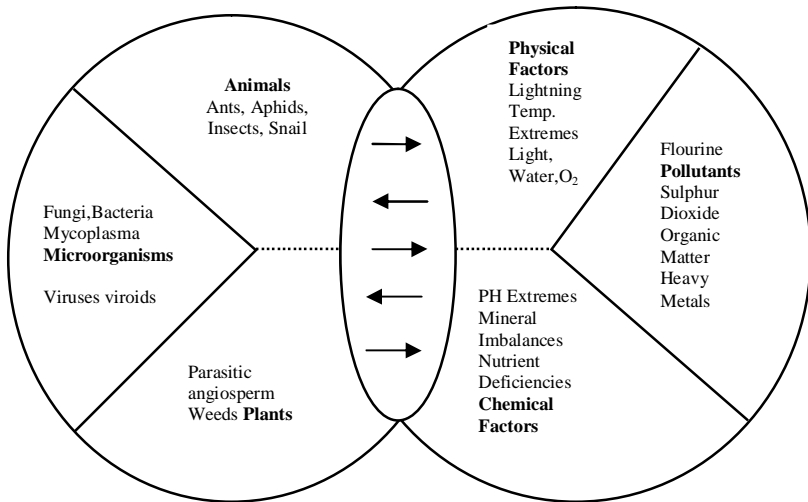 Animals
Ants, Aphids,
Insects, Snail
Fungi,Bacteria
Mycoplasma
Microorganisms
Viruses viroids
Parasitic
angiosperm
Weeds Plants
Physical
Factors
Lightning
Temp.
Extremes
Light,
Water,O₂
Flourine
Pollutants
Sulphur
Dioxide
Organic
Matter
Heavy
Metals
PH Extremes
Mineral
Imbalances
Nutrient
Deficiencies
Chemical
Factors